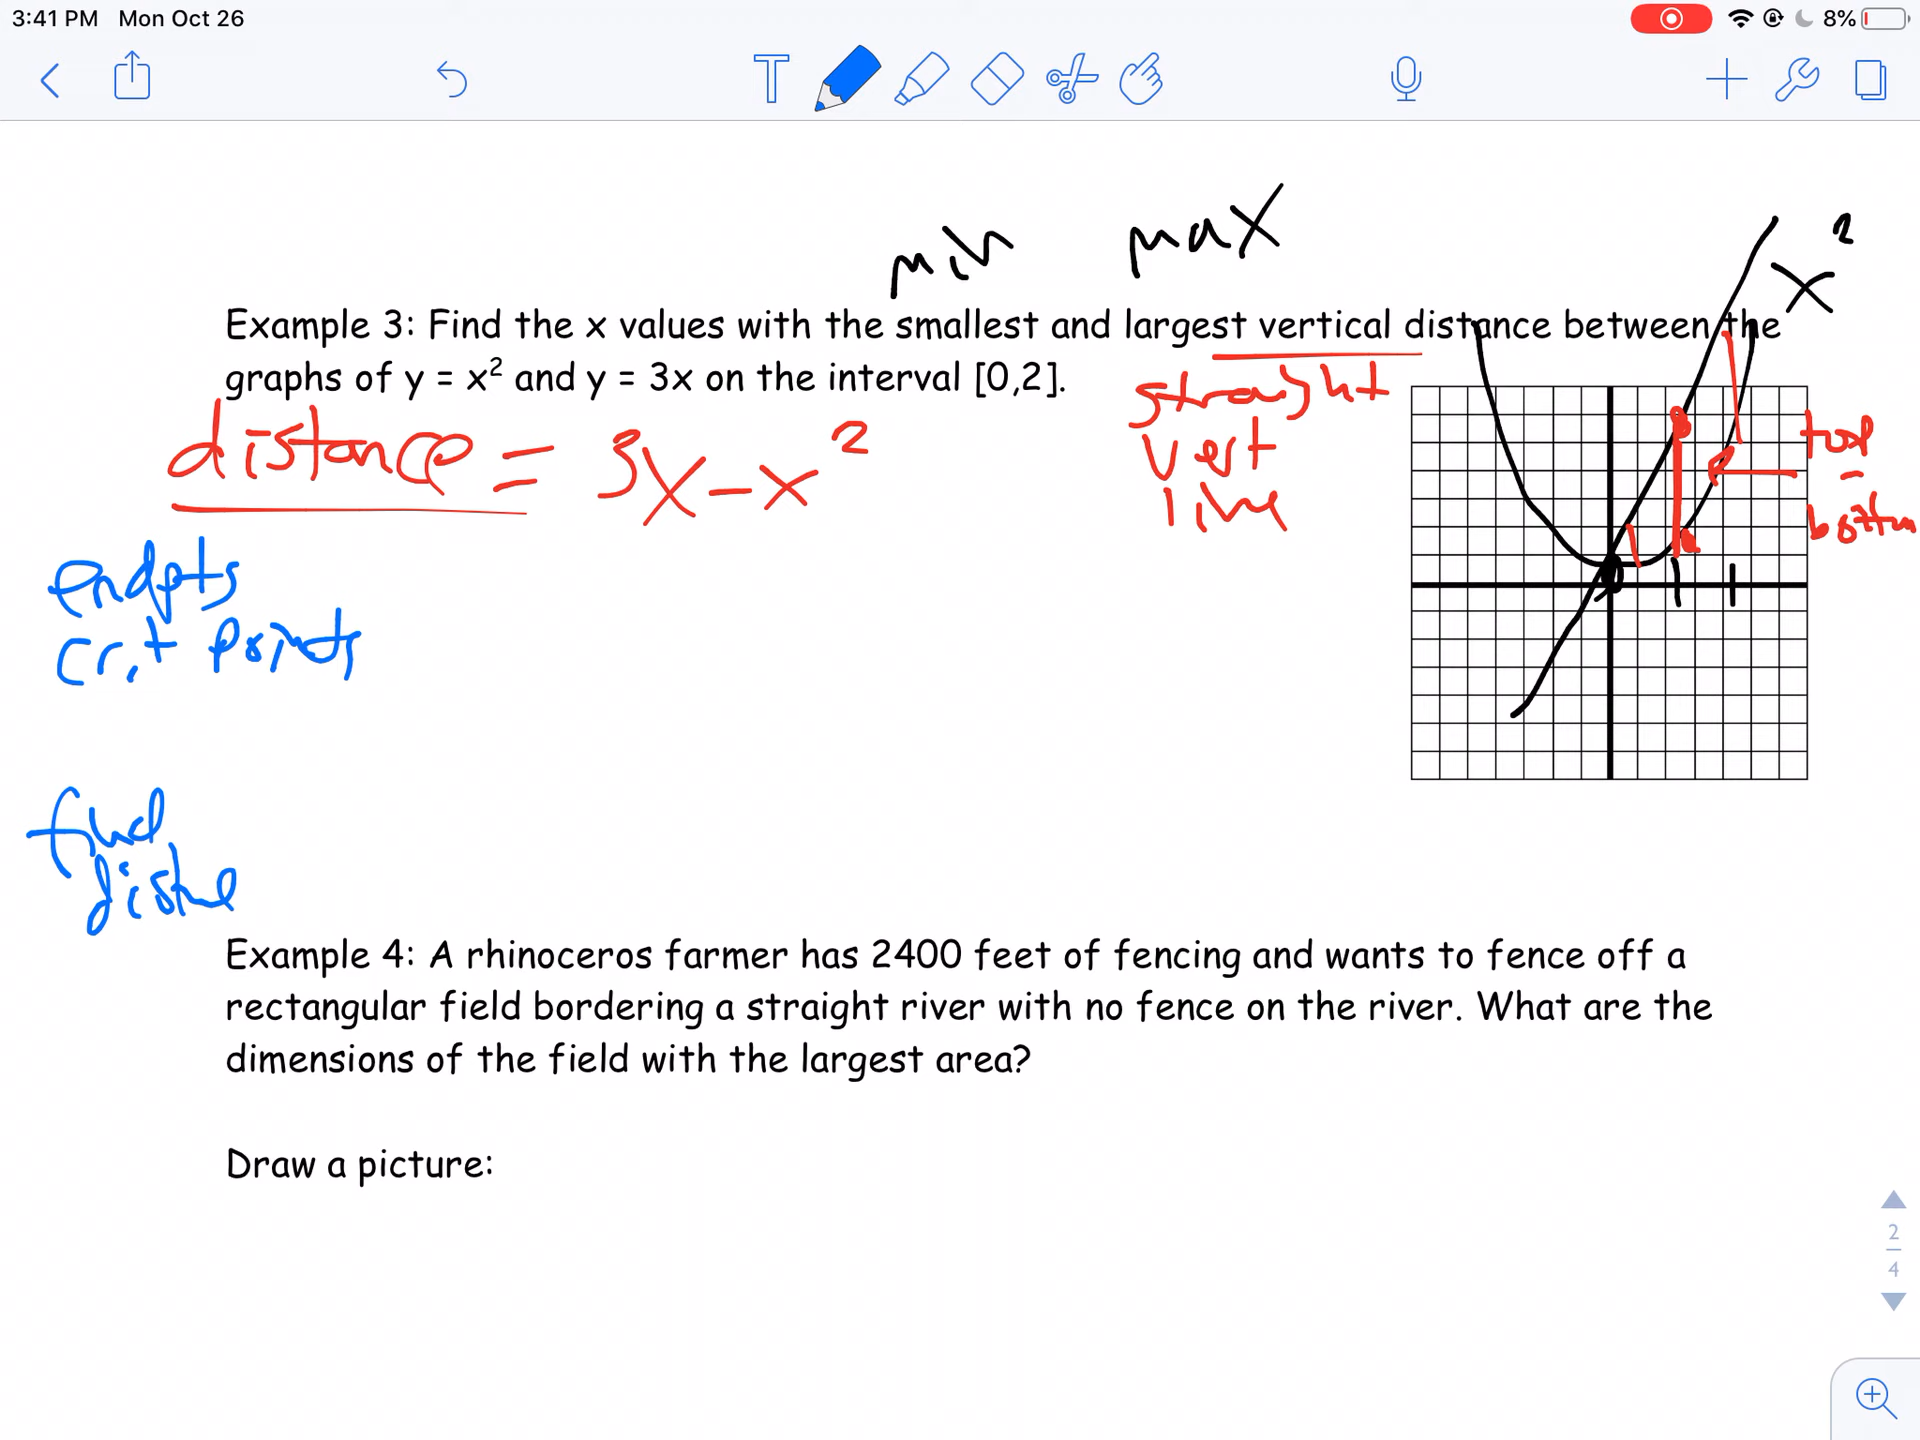 3:41 PM Mon Oct 26
8%
min max
x²
Example 3: Find the x values with the smallest and largest vertical distance between the
graphs of y = x² and y = 3x on the interval [0,2].
distance = 3x - x²
straight
vert
line
top
-
bottom
endpts
crit points
find
Example 4: A rhinoceros farmer has 2400 feet of fencing and wants to fence off a
rectangular field bordering a straight river with no fence on the river. What are the
dimensions of the field with the largest area?
Draw a picture:
2
4